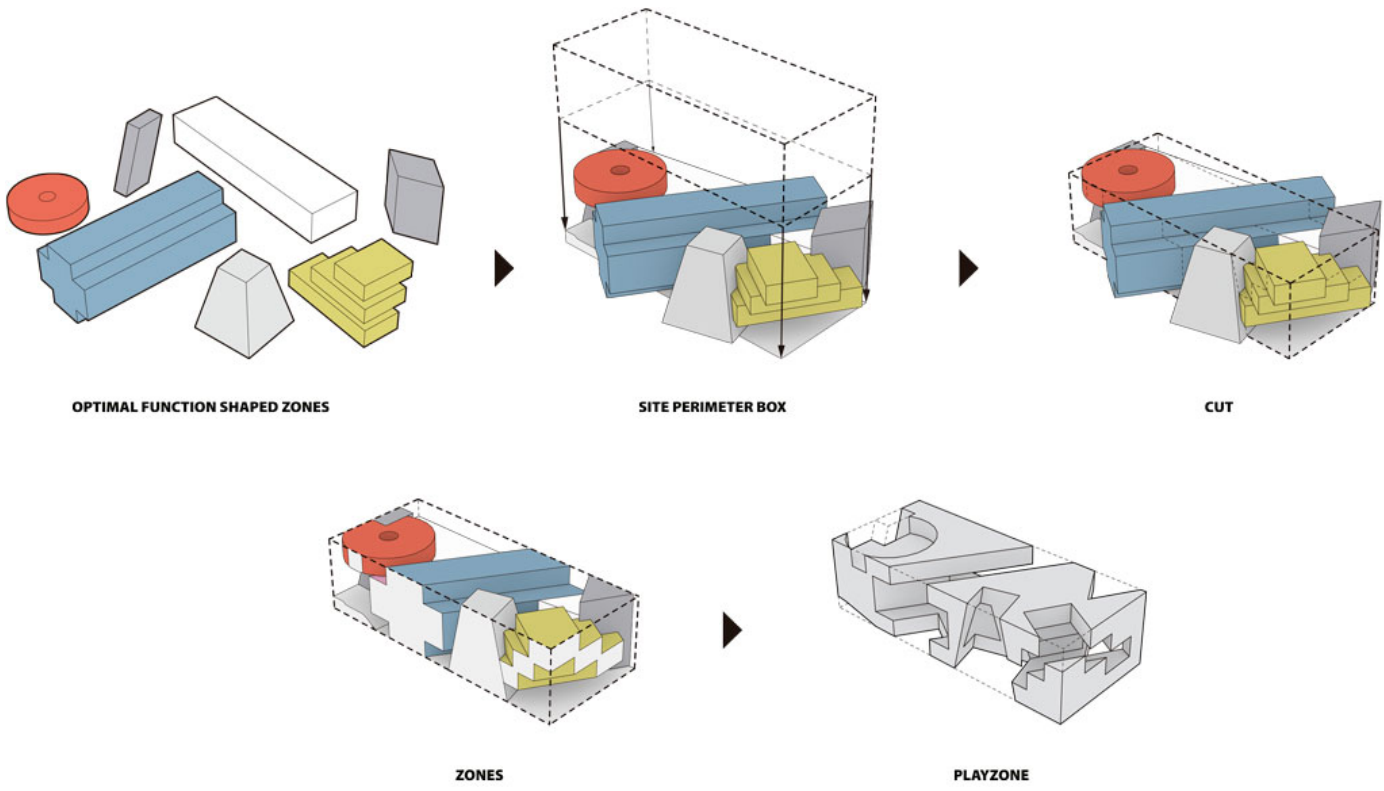 OPTIMAL FUNCTION SHAPED ZONES
SITE PERIMETER BOX
CUT
ZONES
PLAYZONE